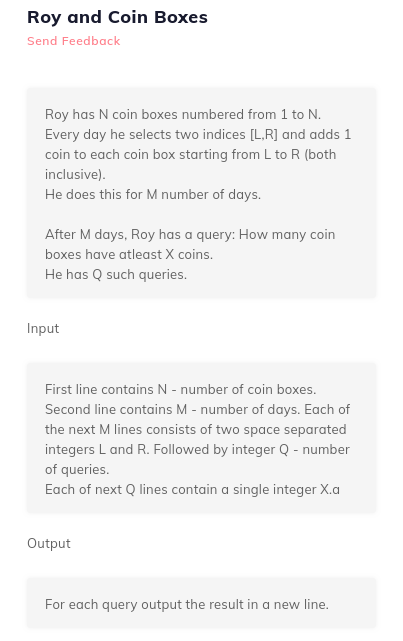 Roy and Coin Boxes
Send Feedback
Roy has N coin boxes numbered from 1 to N.
Every day he selects two indices [L,R] and adds 1
coin to each coin box starting from L to R (both
inclusive).
He does this for M number of days.
After M days, Roy has a query: How many coin
boxes have atleast X coins.
He has Q such queries.
Input
First line contains N - number of coin boxes.
Second line contains M - number of days. Each of
the next M lines consists of two space separated
integers L and R. Followed by integer Q - number
of queries.
Each of next Q lines contain a single integer X.a
Output
For each query output the result in a new line.